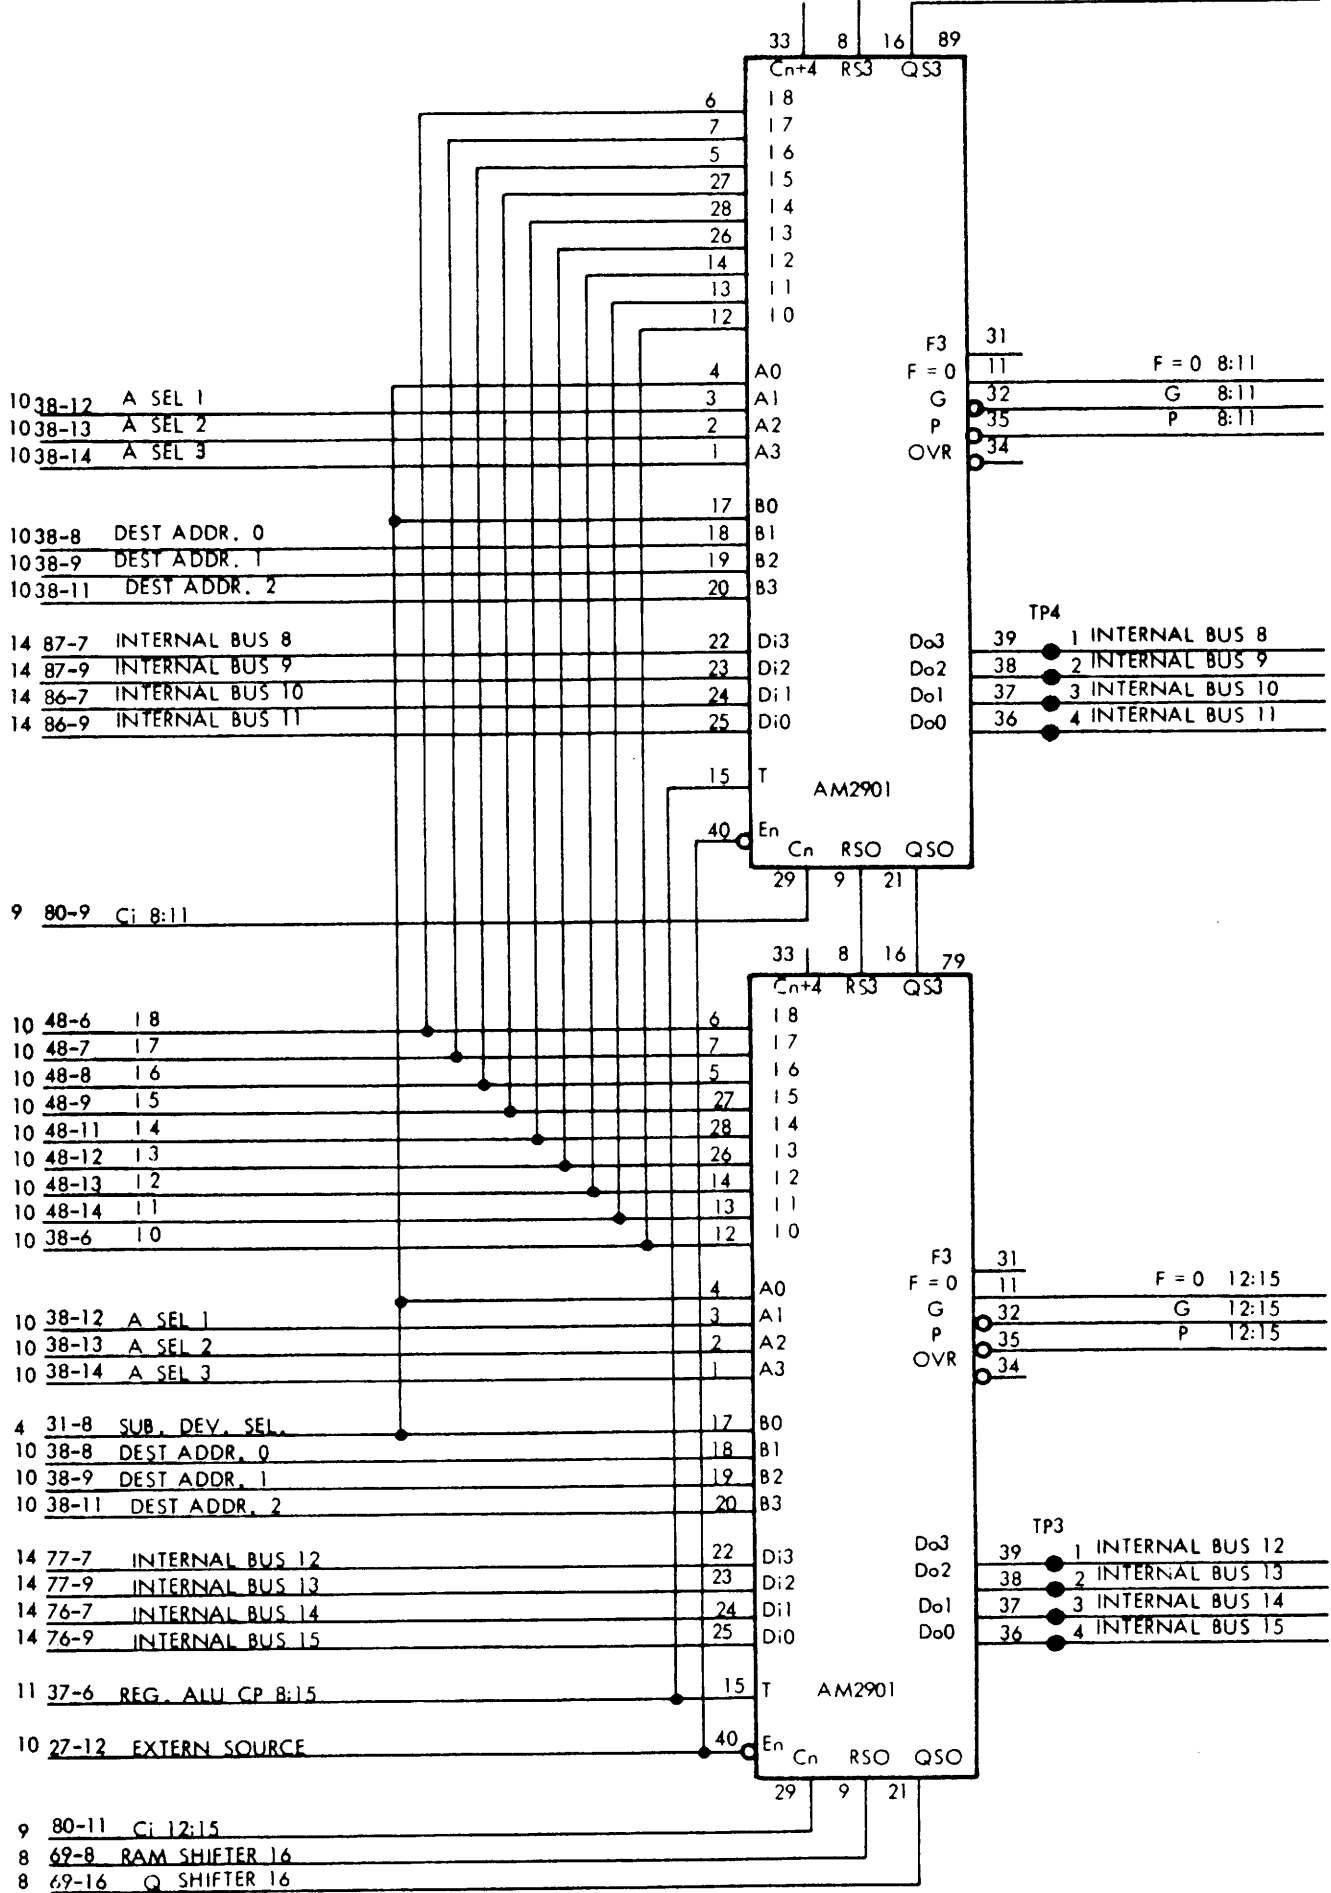 33 8 16 89
Cn+4 RS3 QS3
6 I 8
7 I 7
5 I 6
27 I 5
28 I 4
26 I 3
14 I 2
13 I 1
12 I 0
F3 31
4 A0 F = 0 11 F = 0 8:11
10 38-12 A SEL 1 3 A1 G 32 G 8:11
10 38-13 A SEL 2 2 A2 P 35 P 8:11
10 38-14 A SEL 3 1 A3 OVR 34
17 B0
10 38-8 DEST ADDR. 0 18 B1
10 38-9 DEST ADDR. 1 19 B2
10 38-11 DEST ADDR. 2 20 B3
TP4
14 87-7 INTERNAL BUS 8 22 Di3 Do3 39 1 INTERNAL BUS 8
14 87-9 INTERNAL BUS 9 23 Di2 Do2 38 2 INTERNAL BUS 9
14 86-7 INTERNAL BUS 10 24 Di1 Do1 37 3 INTERNAL BUS 10
14 86-9 INTERNAL BUS 11 25 Di0 Do0 36 4 INTERNAL BUS 11
15 T AM2901
40 En
Cn RSO QSO
29 9 21
9 80-9 Ci 8:11
33 8 16 79
Cn+4 RS3 QS3
10 48-6 I 8 6 I 8
10 48-7 I 7 7 I 7
10 48-8 I 6 5 I 6
10 48-9 I 5 27 I 5
10 48-11 I 4 28 I 4
10 48-12 I 3 26 I 3
10 48-13 I 2 14 I 2
10 48-14 I 1 13 I 1
10 38-6 I 0 12 I 0
F3 31
4 A0 F = 0 11 F = 0 12:15
10 38-12 A SEL 1 3 A1 G 32 G 12:15
10 38-13 A SEL 2 2 A2 P 35 P 12:15
10 38-14 A SEL 3 1 A3 OVR 34
4 31-8 SUB. DEV. SEL. 17 B0
10 38-8 DEST ADDR. 0 18 B1
10 38-9 DEST ADDR. 1 19 B2
10 38-11 DEST ADDR. 2 20 B3
TP3
14 77-7 INTERNAL BUS 12 22 Di3 Do3 39 1 INTERNAL BUS 12
14 77-9 INTERNAL BUS 13 23 Di2 Do2 38 2 INTERNAL BUS 13
14 76-7 INTERNAL BUS 14 24 Di1 Do1 37 3 INTERNAL BUS 14
14 76-9 INTERNAL BUS 15 25 Di0 Do0 36 4 INTERNAL BUS 15
11 37-6 REG. ALU CP 8:15 15 T AM2901
10 27-12 EXTERN SOURCE 40 En
Cn RSO QSO
29 9 21
9 80-11 Ci 12:15
8 69-8 RAM SHIFTER 16
8 69-16 Q SHIFTER 16